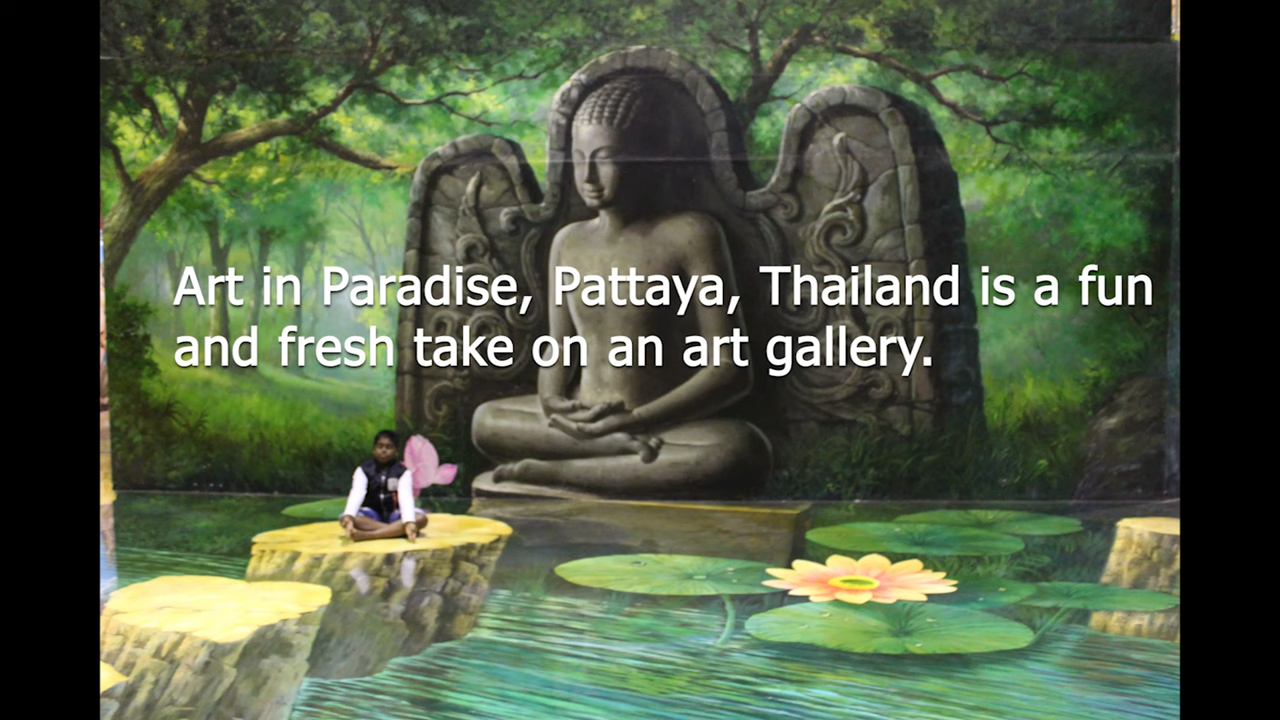 Art in Paradise, Pattaya, Thailand is a fun
and fresh take on an art gallery.